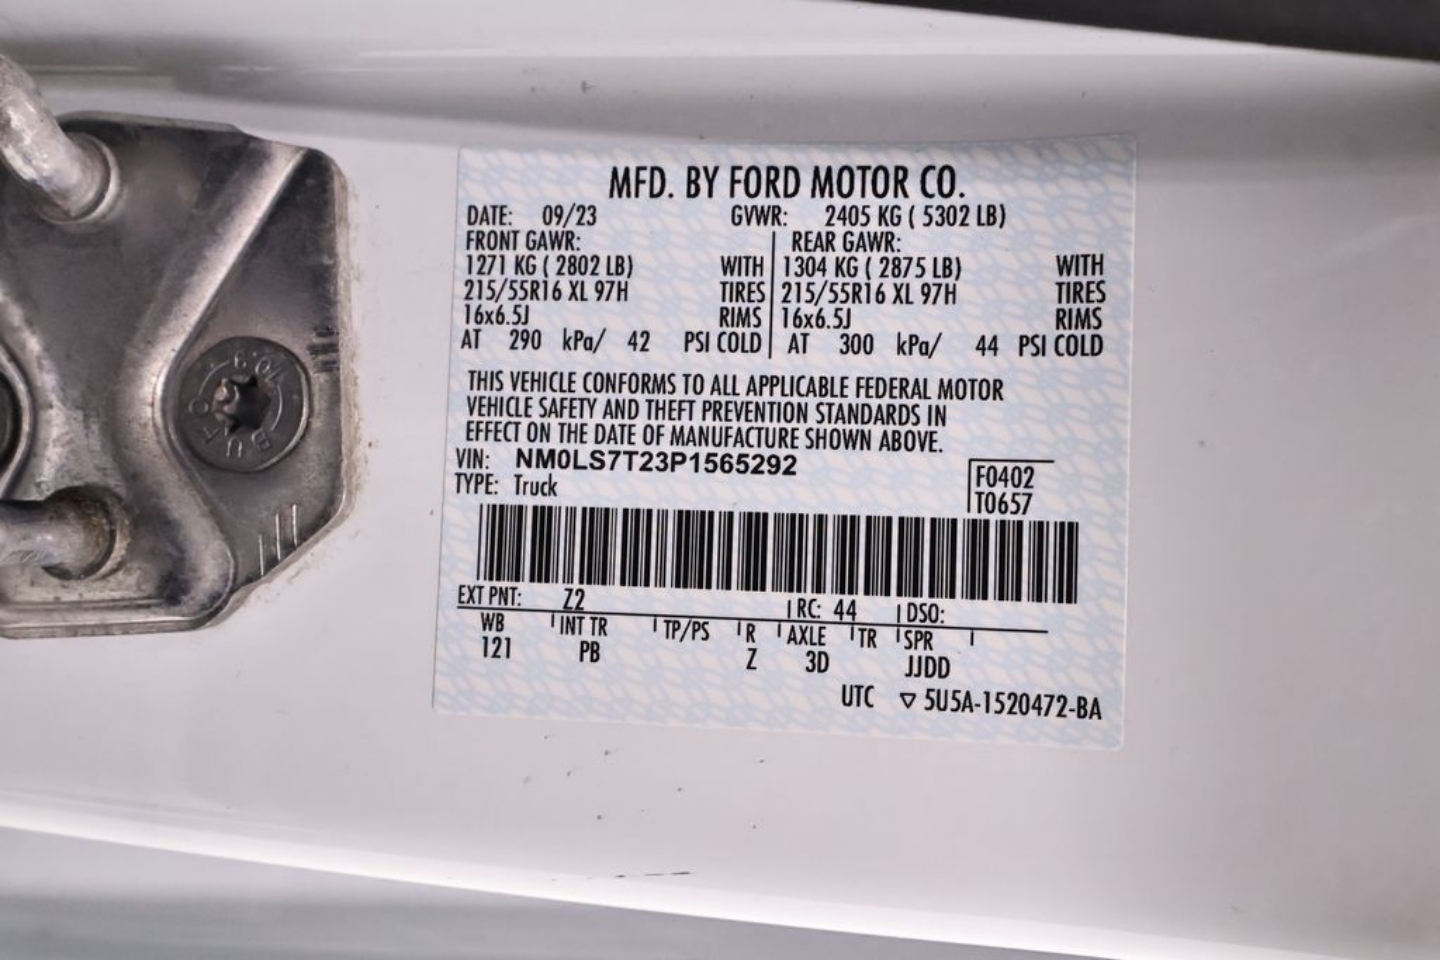 MFD. BY FORD MOTOR CO.
DATE: 09/23 GVWR: 2405 KG ( 5302 LB)
FRONT GAWR: REAR GAWR:
1271 KG ( 2802 LB) WITH 1304 KG ( 2875 LB) WITH
215/55R16 XL 97H TIRES 215/55R16 XL 97H TIRES
16x6.5J RIMS 16x6.5J RIMS
AT 290 kPa/ 42 PSI COLD AT 300 kPa/ 44 PSI COLD
THIS VEHICLE CONFORMS TO ALL APPLICABLE FEDERAL MOTOR
VEHICLE SAFETY AND THEFT PREVENTION STANDARDS IN
EFFECT ON THE DATE OF MANUFACTURE SHOWN ABOVE.
VIN: NM0LS7T23P1565292
F0402
TYPE: Truck
T0657
EXT PNT: Z2 RC: 44 DSO:
WB INT TR TP/PS R AXLE TR SPR
121 PB Z 3D JJDD
UTC ▽ 5U5A-1520472-BA